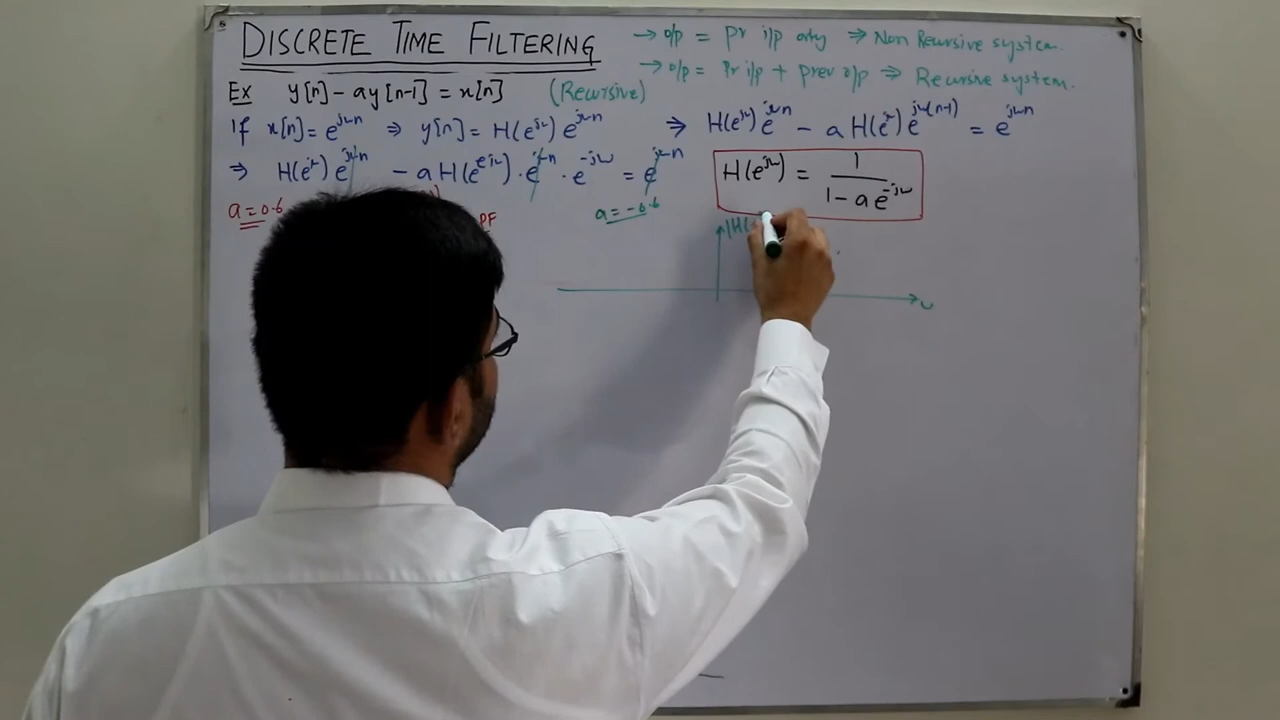 DISCRETE TIME FILTERING
→ o/p = Pr i/p only ⇒ Non Recursive system.
→ o/p = Pr i/p + prev o/p ⇒ Recursive system.
Ex y[n] - ay[n-1] = x[n] (Recursive)
If x[n] = e^{jωn} ⇒ y[n] = H(e^{jω}) e^{jωn} ⇒ H(e^{jω}) e^{jωn} - a H(e^{jω}) e^{jω(n-1)} = e^{jωn}
⇒ H(e^{jω}) e^{jωn} - a H(e^{jω}) · e^{jωn} · e^{-jω} = e^{jωn}
H(e^{jω}) = 1 / (1 - a e^{-jω})
a = 0.6
PF
a = -0.6
|H(
ω